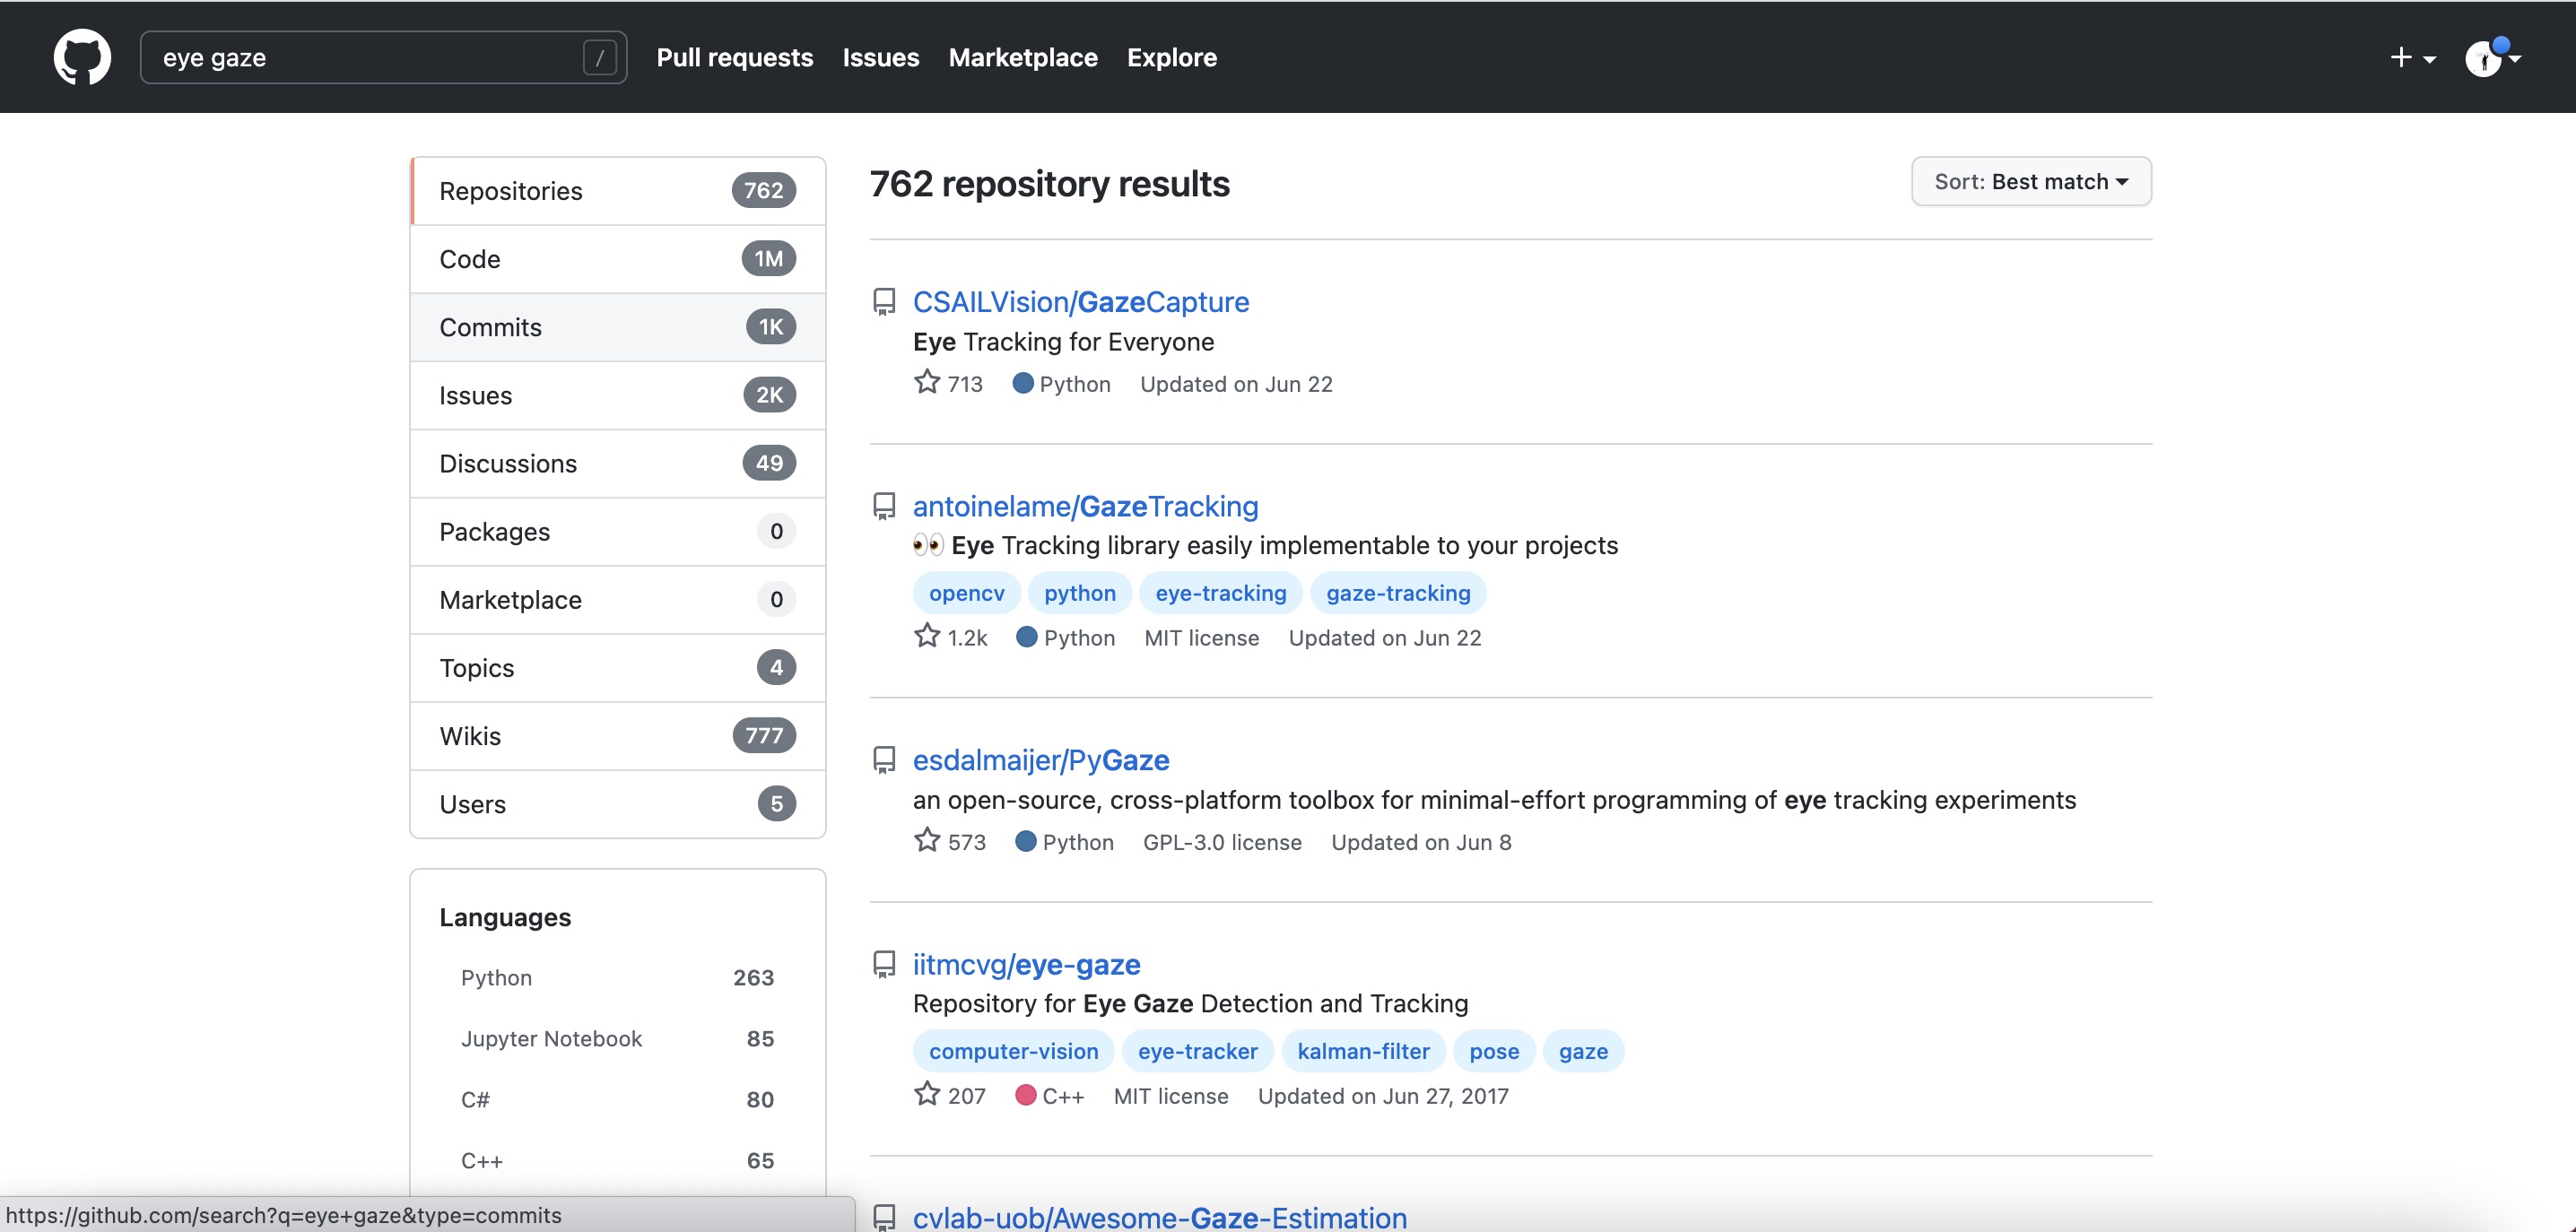 eye gaze /
Pull requests Issues Marketplace Explore
Repositories 762
Code 1M
Commits 1K
Issues 2K
Discussions 49
Packages 0
Marketplace 0
Topics 4
Wikis 777
Users 5
Languages
Python 263
Jupyter Notebook 85
C# 80
C++ 65
762 repository results
Sort: Best match
CSAILVision/GazeCapture
Eye Tracking for Everyone
713 Python Updated on Jun 22
antoinelame/GazeTracking
👀 Eye Tracking library easily implementable to your projects
opencv python eye-tracking gaze-tracking
1.2k Python MIT license Updated on Jun 22
esdalmaijer/PyGaze
an open-source, cross-platform toolbox for minimal-effort programming of eye tracking experiments
573 Python GPL-3.0 license Updated on Jun 8
iitmcvg/eye-gaze
Repository for Eye Gaze Detection and Tracking
computer-vision eye-tracker kalman-filter pose gaze
207 C++ MIT license Updated on Jun 27, 2017
cvlab-uob/Awesome-Gaze-Estimation
https://github.com/search?q=eye+gaze&type=commits